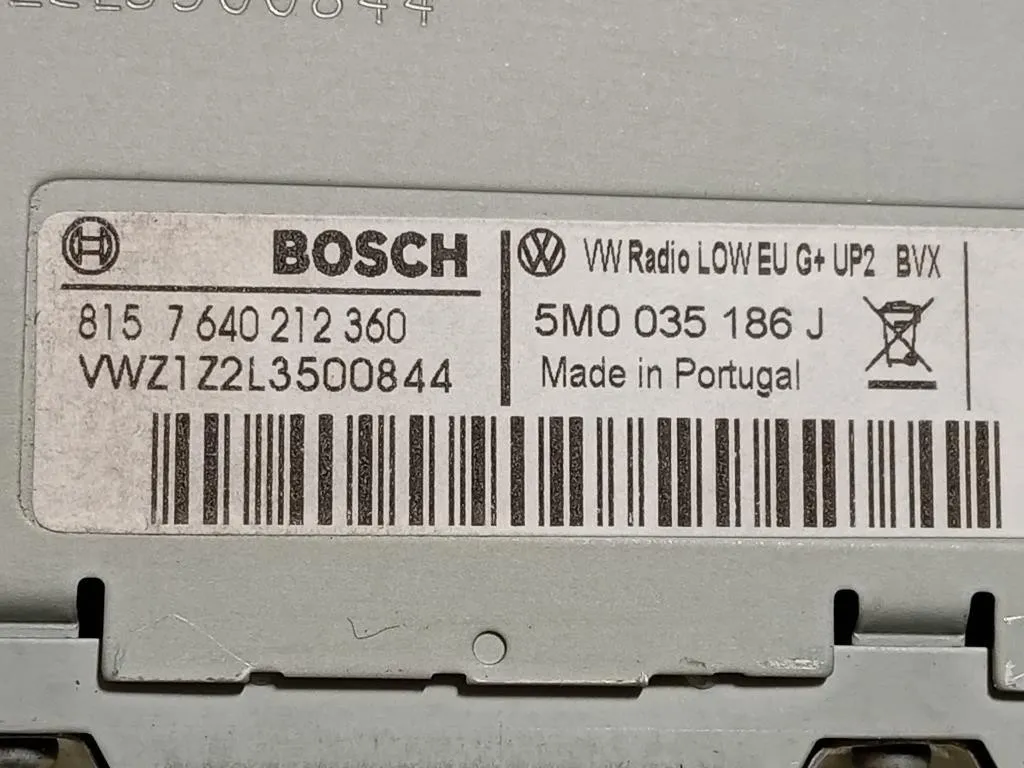 BOSCH
815 7 640 212 360
VWZ1Z2L3500844
VW Radio LOW EU G+ UP2 BVX
5M0 035 186 J
Made in Portugal